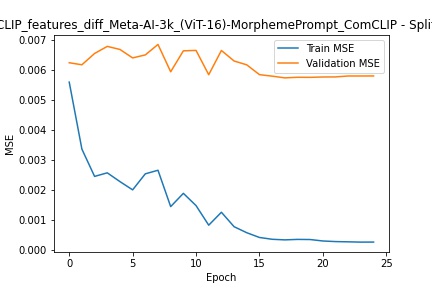 CLIP_features_diff_Meta-AI-3k_(ViT-16)-MorphemePrompt_ComCLIP - Split
0.007
0.006
0.005
0.004
0.003
0.002
0.001
0.000
MSE
Train MSE
Validation MSE
0 5 10 15 20 25
Epoch